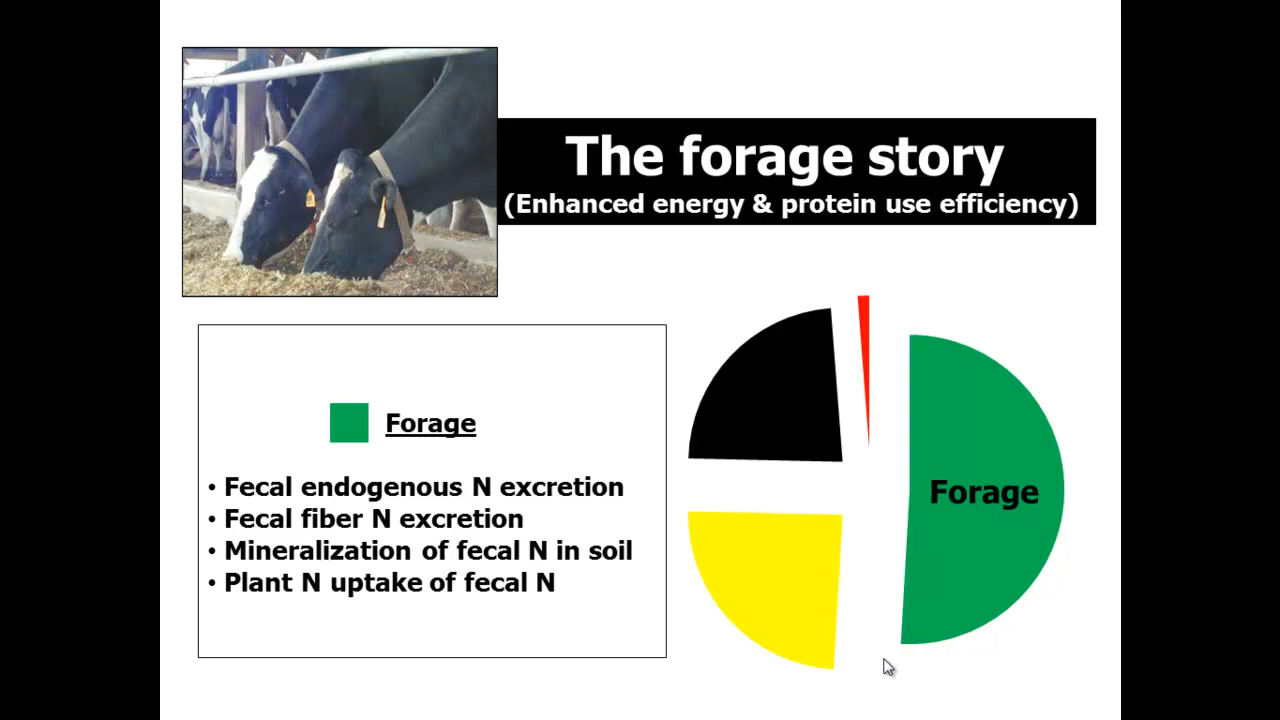 The forage story
(Enhanced energy & protein use efficiency)
Forage
• Fecal endogenous N excretion
• Fecal fiber N excretion
• Mineralization of fecal N in soil
• Plant N uptake of fecal N
Forage